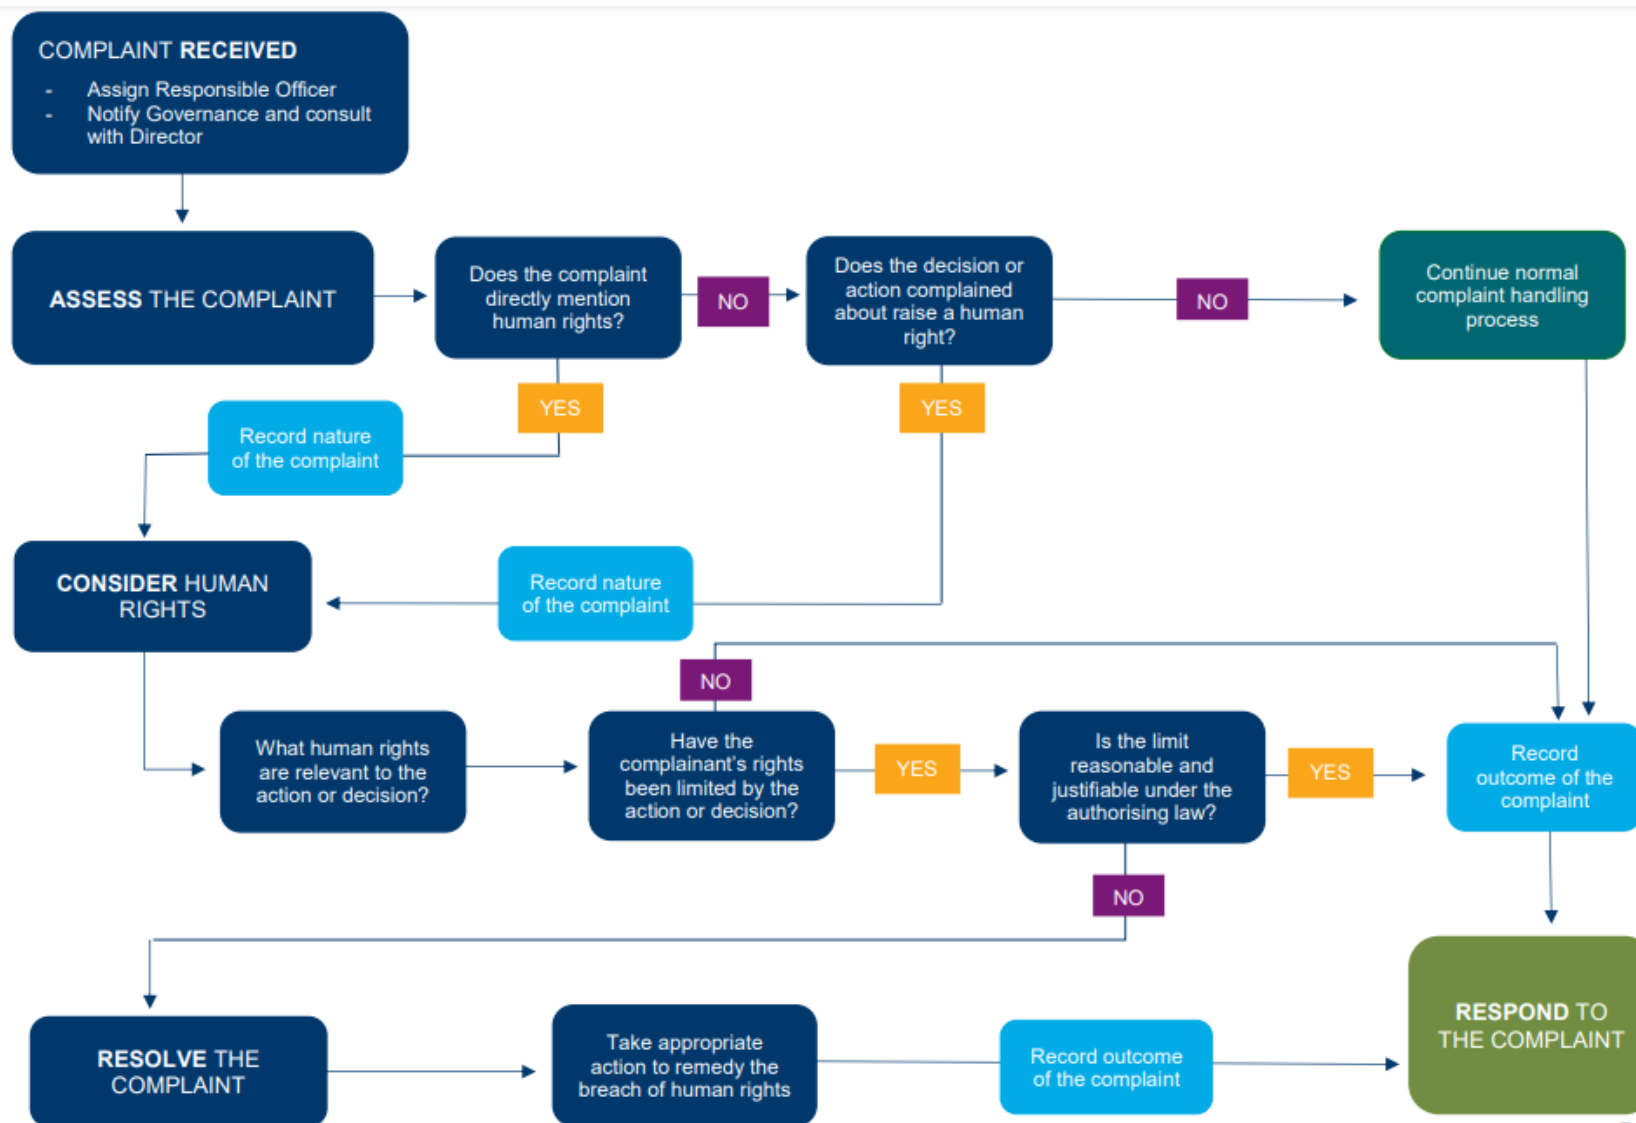 COMPLAINT RECEIVED
- Assign Responsible Officer
- Notify Governance and consult
with Director
ASSESS THE COMPLAINT
Does the complaint
directly mention
human rights?
NO
Does the decision or
action complained
about raise a human
right?
NO
Continue normal
complaint handling
process
YES
YES
Record nature
of the complaint
CONSIDER HUMAN
RIGHTS
Record nature
of the complaint
NO
What human rights
are relevant to the
action or decision?
Have the
complainant's rights
been limited by the
action or decision?
YES
Is the limit
reasonable and
justifiable under the
authorising law?
YES
Record
outcome of the
complaint
NO
RESOLVE THE
COMPLAINT
Take appropriate
action to remedy the
breach of human rights
Record outcome
of the complaint
RESPOND TO
THE COMPLAINT